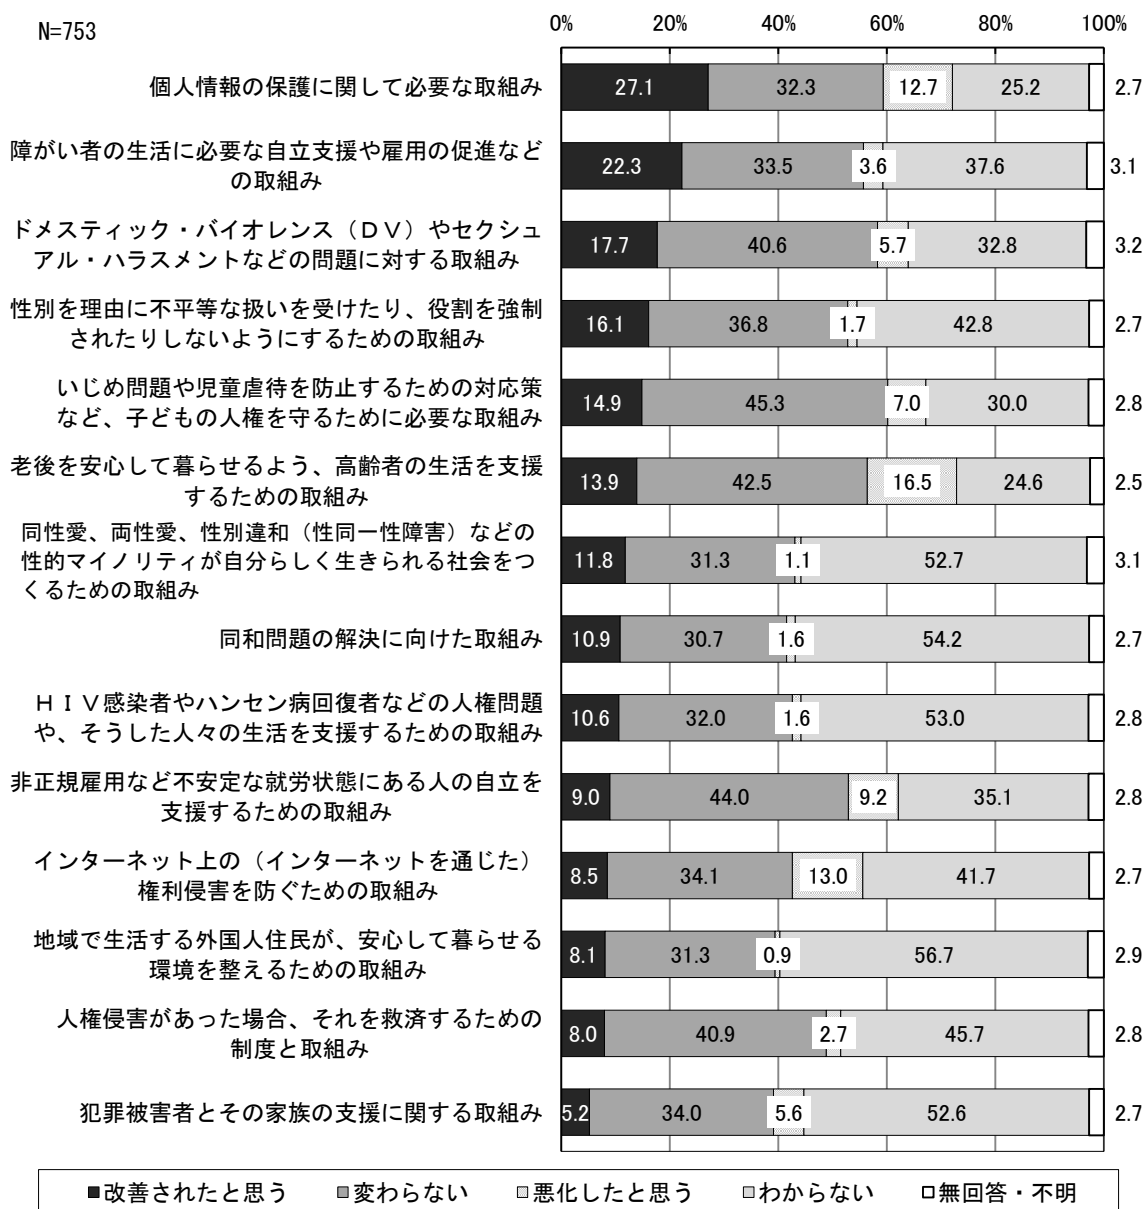 0%
20%
40%
60%
80%
100%
N=753
個人情報の保護に関して必要な取組み
27.1
32.3
12.7
25.2
2.7
障がい者の生活に必要な自立支援や雇用の促進など
の取組み
22.3
33.5
3.6
37.6
3.1
ドメスティック・バイオレンス（ＤＶ）やセクシュ
アル・ハラスメントなどの問題に対する取組み
17.7
40.6
5.7
32.8
3.2
性別を理由に不平等な扱いを受けたり、役割を強制
されたりしないようにするための取組み
16.1
36.8
1.7
42.8
2.7
いじめ問題や児童虐待を防止するための対応策
など、子どもの人権を守るために必要な取組み
14.9
45.3
7.0
30.0
2.8
老後を安心して暮らせるよう、高齢者の生活を支援
するための取組み
13.9
42.5
16.5
24.6
2.5
同性愛、両性愛、性別違和（性同一性障害）などの
性的マイノリティが自分らしく生きられる社会をつ
くるための取組み
11.8
31.3
1.1
52.7
3.1
同和問題の解決に向けた取組み
10.9
30.7
1.6
54.2
2.7
ＨＩＶ感染者やハンセン病回復者などの人権問題
や、そうした人々の生活を支援するための取組み
10.6
32.0
1.6
53.0
2.8
非正規雇用など不安定な就労状態にある人の自立を
支援するための取組み
9.0
44.0
9.2
35.1
2.8
インターネット上の（インターネットを通じた）
権利侵害を防ぐための取組み
8.5
34.1
13.0
41.7
2.7
地域で生活する外国人住民が、安心して暮らせる
環境を整えるための取組み
8.1
31.3
0.9
56.7
2.9
人権侵害があった場合、それを救済するための
制度と取組み
8.0
40.9
2.7
45.7
2.8
犯罪被害者とその家族の支援に関する取組み
5.2
34.0
5.6
52.6
2.7
改善されたと思う
変わらない
悪化したと思う
わからない
無回答・不明